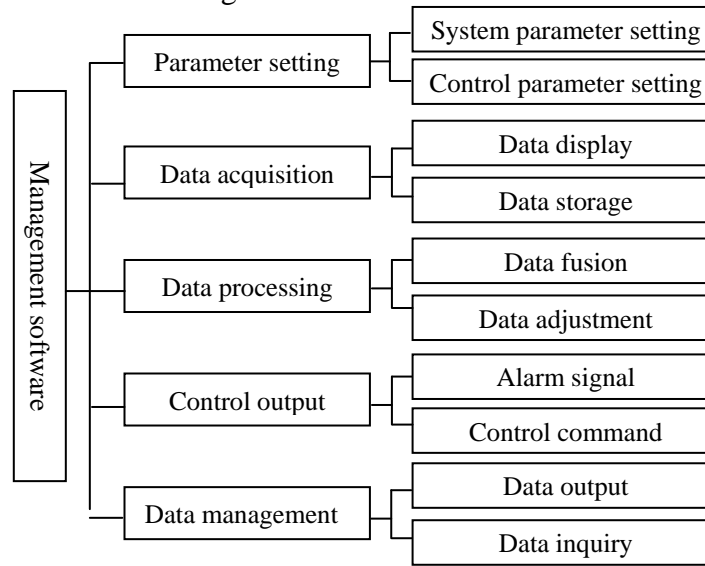 Management software
Parameter setting
System parameter setting
Control parameter setting
Data acquisition
Data display
Data storage
Data processing
Data fusion
Data adjustment
Control output
Alarm signal
Control command
Data management
Data output
Data inquiry